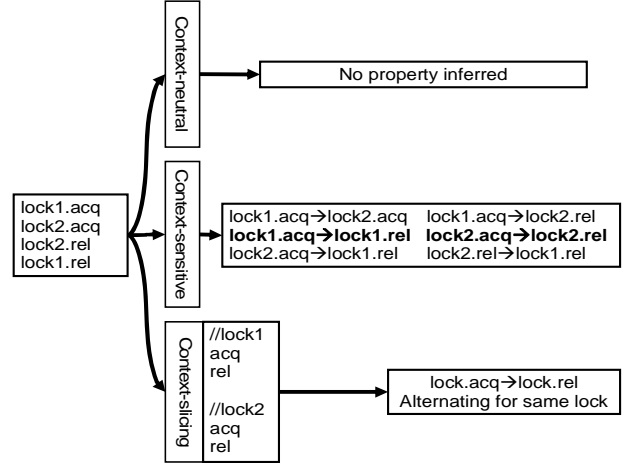 Context-neutral
No property inferred
lock1.acq
lock2.acq
lock2.rel
lock1.rel
Context-sensitive
lock1.acq→lock2.acq lock1.acq→lock2.rel
lock1.acq→lock1.rel lock2.acq→lock2.rel
lock2.acq→lock1.rel lock2.rel→lock1.rel
Context-slicing
//lock1
acq
rel
//lock2
acq
rel
lock.acq→lock.rel
Alternating for same lock